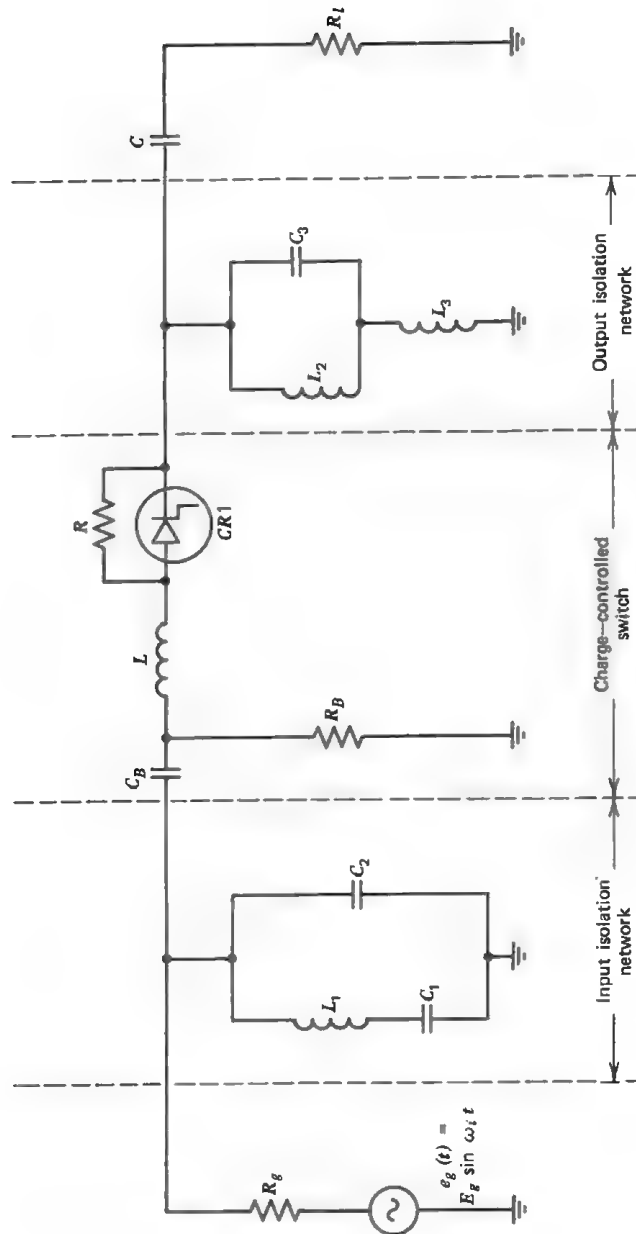 R_g
e_g (t) =
E_g sin ω_i t
L_1
C_1
C_2
Input isolation
network
C_B
R_B
L
R
CR1
Charge–controlled
switch
L_2
C_3
L_3
Output isolation
network
C
R_l